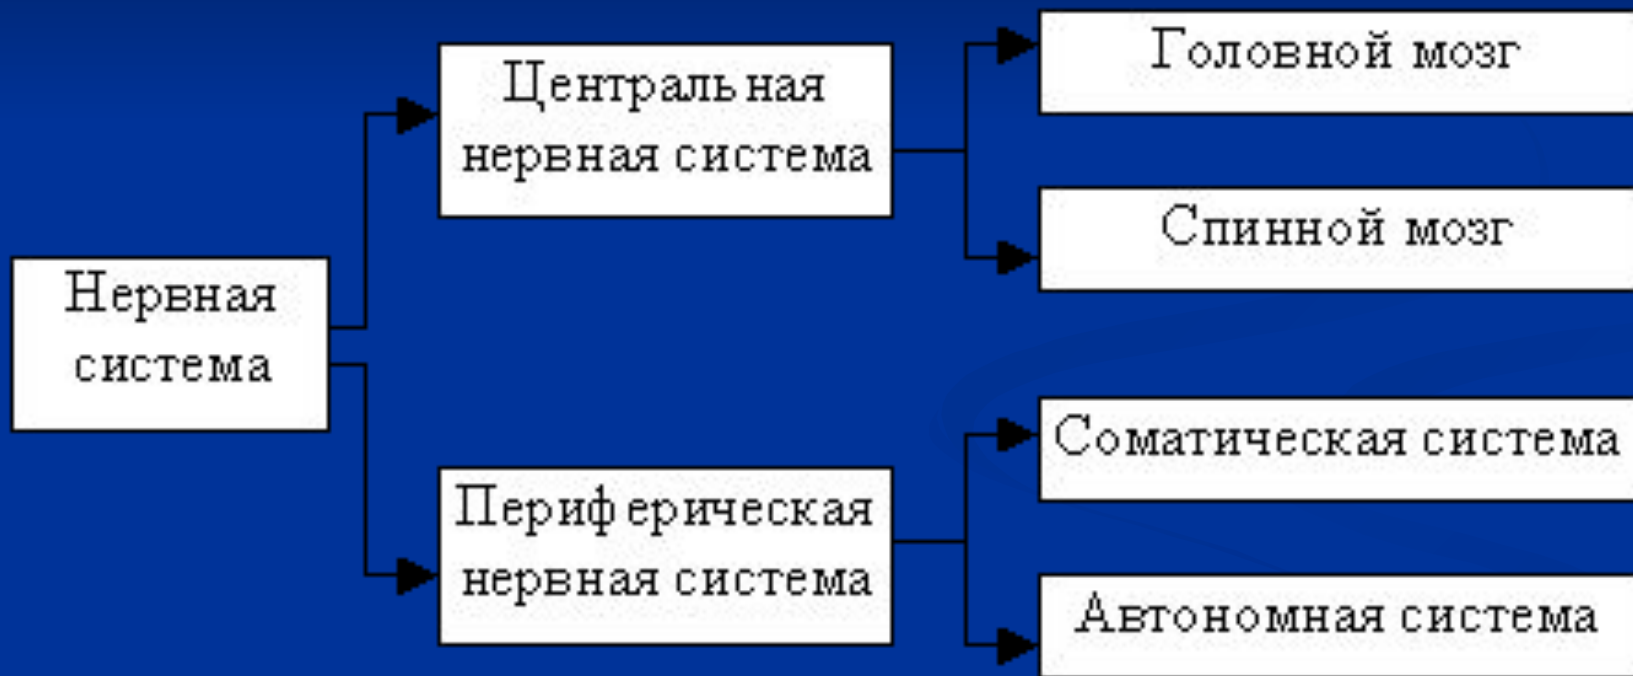 Нервная
система
Центральная
нервная система
Головной мозг
Спинной мозг
Периферическая
нервная система
Соматическая система
Автономная система